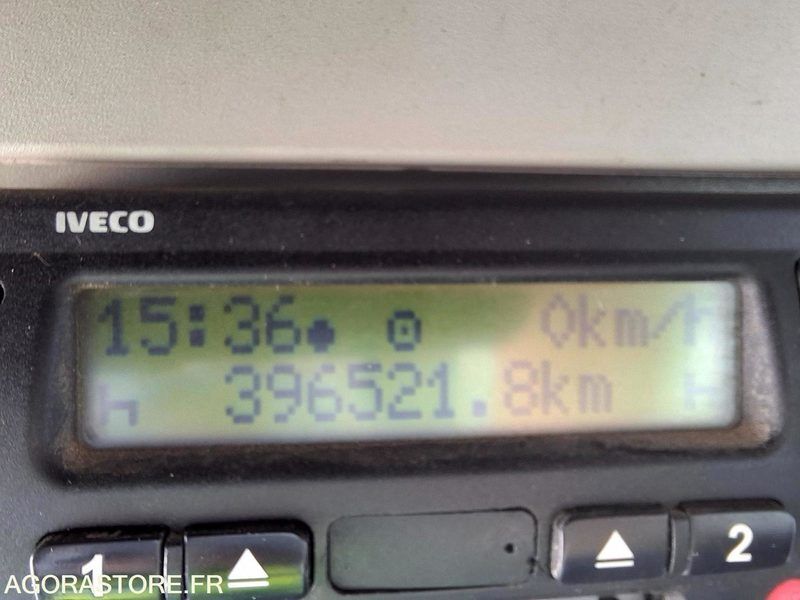 IVECO
15:36 0km/h
396521.8km
1 2
AGORASTORE.FR